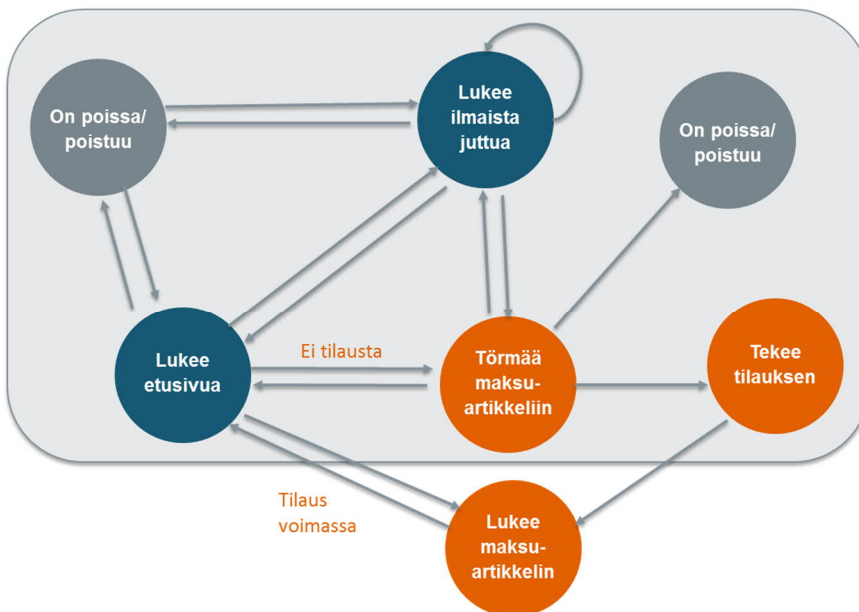 On poissa/
poistuu
Lukee
ilmaista
juttua
On poissa/
poistuu
Lukee
etusivua
Ei tilausta
Törmää
maksu-
artikkeliin
Tekee
tilauksen
Tilaus
voimassa
Lukee
maksu-
artikkelin